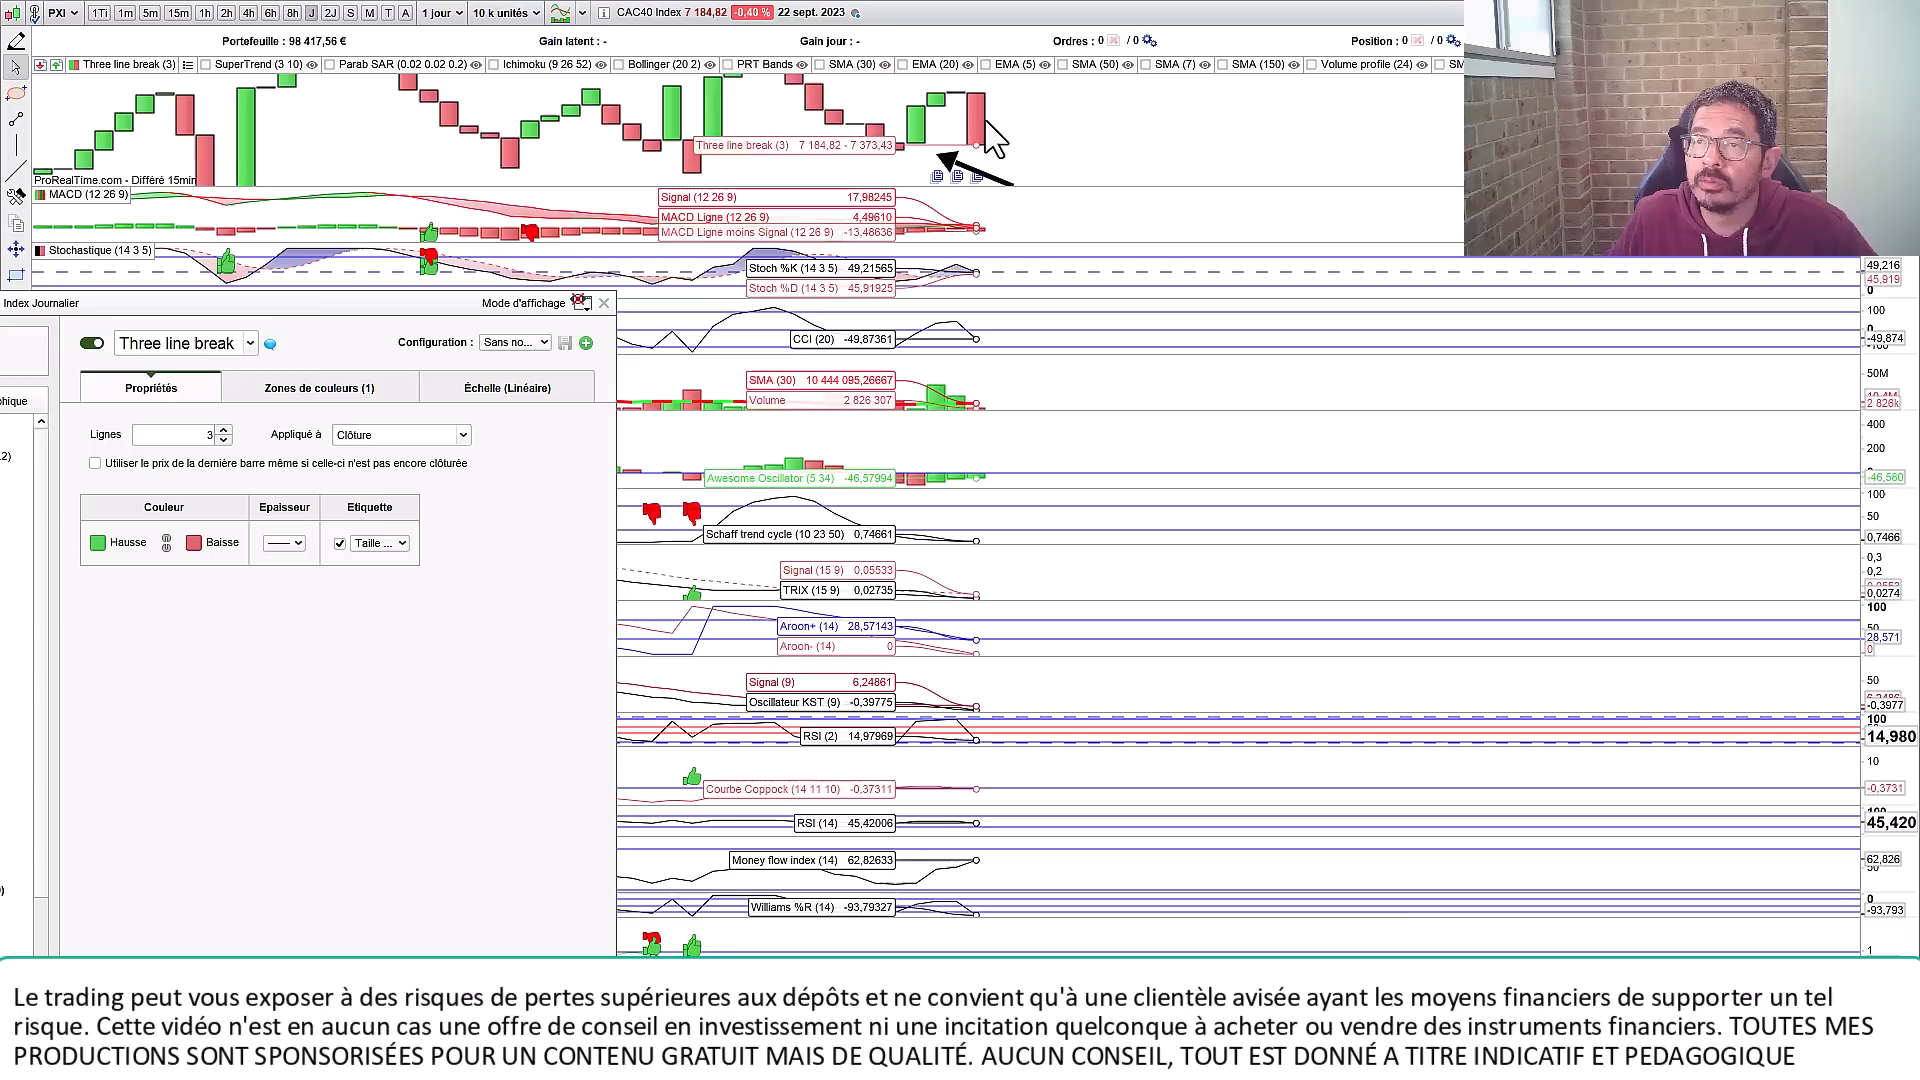 PXI 1Ti 1m 5m 15m 1h 2h 4h 6h 8h J 2J S M T A 1 jour 10 k unités CAC40 Index 7 184,82 -0,40 % 22 sept. 2023
Portefeuille : 98 417,56 € Gain latent : - Gain jour : - Ordres : 0 / 0 Position : 0 / 0
Three line break (3) SuperTrend (3 10) Parab SAR (0.02 0.02 0.2) Ichimoku (9 26 52) Bollinger (20 2) PRT Bands SMA (30) EMA (20) EMA (5) SMA (50) SMA (7) SMA (150) Volume profile (24) SM
Three line break (3) 7 184,82 - 7 373,43
ProRealTime.com - Différé 15min
MACD (12 26 9)
Signal (12 26 9) 17,98245
MACD Ligne (12 26 9) 4,49610
MACD Ligne moins Signal (12 26 9) -13,48636
Stochastique (14 3 5)
Stoch %K (14 3 5) 49,21565
Stoch %D (14 3 5) 45,91925
49,216
45,919
0
Index Journalier Mode d'affichage
Three line break Configuration : Sans no...
Propriétés Zones de couleurs (1) Échelle (Linéaire)
phique
Lignes 3 Appliqué à Clôture
.2)
Utiliser le prix de la dernière barre même si celle-ci n'est pas encore clôturée
Couleur Epaisseur Etiquette
Hausse Baisse Taille ...
)
CCI (20) -49,87361
100
-49,874
SMA (30) 10 444 095,26667
Volume 2 826 307
50M
2 826k
400
200
Awesome Oscillator (5 34) -46,57994
-46,580
100
50
Schaff trend cycle (10 23 50) 0,74661
0,7466
0,3
0,2
Signal (15 9) 0,05533
TRIX (15 9) 0,02735
0,0274
100
Aroon+ (14) 28,57143
28,571
Aroon- (14) 0
0
Signal (9) 6,24861
50
Oscillateur KST (9) -0,39775
-0,3977
100
RSI (2) 14,97969
14,980
10
Courbe Coppock (14 11 10) -0,37311
-0,3731
RSI (14) 45,42006
45,420
Money flow index (14) 62,82633
62,826
Williams %R (14) -93,79327
0
-93,793
1
Le trading peut vous exposer à des risques de pertes supérieures aux dépôts et ne convient qu'à une clientèle avisée ayant les moyens financiers de supporter un tel
risque. Cette vidéo n'est en aucun cas une offre de conseil en investissement ni une incitation quelconque à acheter ou vendre des instruments financiers. TOUTES MES
PRODUCTIONS SONT SPONSORISÉES POUR UN CONTENU GRATUIT MAIS DE QUALITÉ. AUCUN CONSEIL, TOUT EST DONNÉ A TITRE INDICATIF ET PEDAGOGIQUE